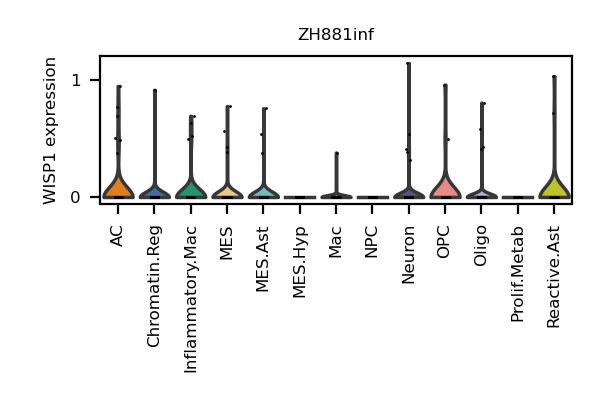 ZH881inf
WISP1 expression
1
0
AC
Chromatin.Reg
Inflammatory.Mac
MES
MES.Ast
MES.Hyp
Mac
NPC
Neuron
OPC
Oligo
Prolif.Metab
Reactive.Ast